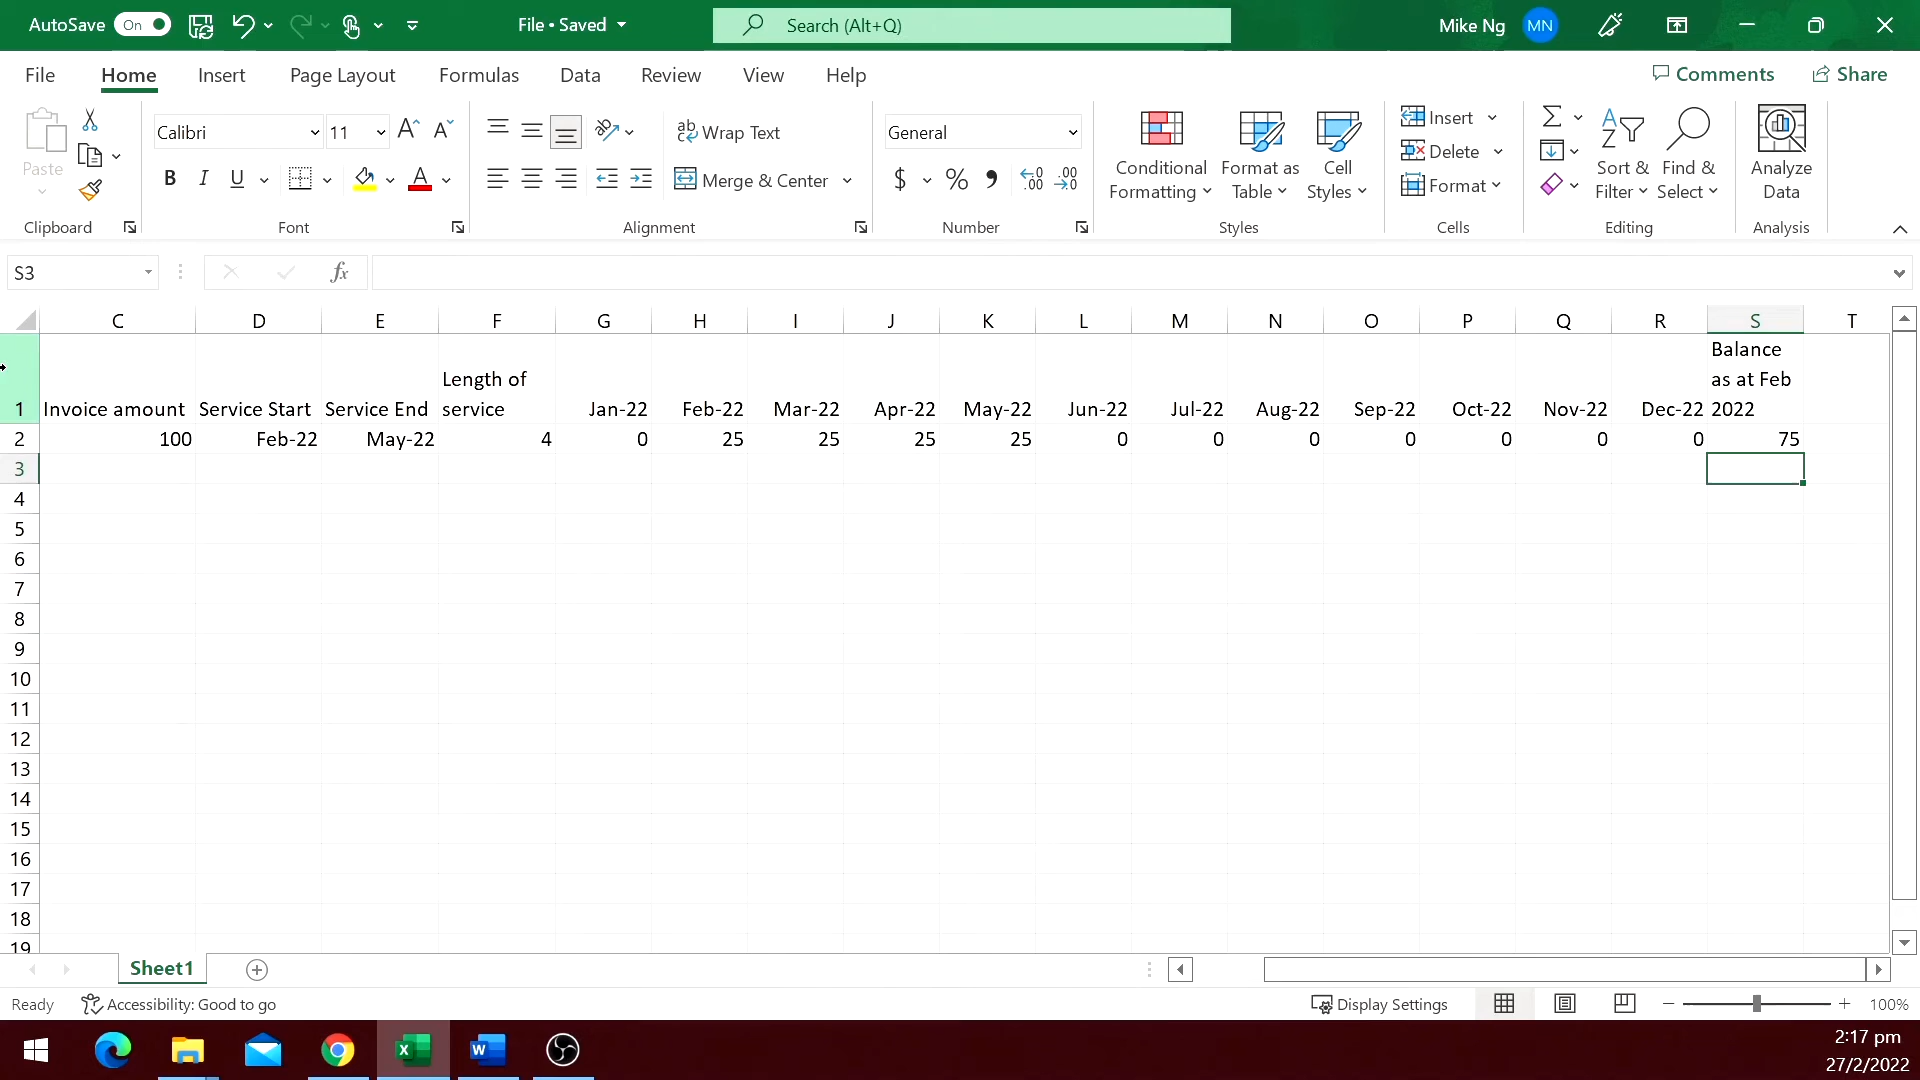 AutoSave On File • Saved Search (Alt+Q) Mike Ng MN
File Home Insert Page Layout Formulas Data Review View Help Comments Share
Paste
Clipboard
Calibri 11
B I U A
Font
ab Wrap Text
Merge & Center
Alignment
General
$ %
Number
Conditional Formatting
Format as Table
Cell Styles
Styles
Insert
Delete
Format
Cells
Sort & Filter
Find & Select
Editing
Analyze Data
Analysis
S3 fx
C D E F G H I J K L M N O P Q R S T
1 Invoice amount Service Start Service End Length of service Jan-22 Feb-22 Mar-22 Apr-22 May-22 Jun-22 Jul-22 Aug-22 Sep-22 Oct-22 Nov-22 Dec-22 Balance as at Feb 2022
2 100 Feb-22 May-22 4 0 25 25 25 25 0 0 0 0 0 0 0 75
3
4
5
6
7
8
9
10
11
12
13
14
15
16
17
18
19
Sheet1
Ready Accessibility: Good to go Display Settings 100%
2:17 pm
27/2/2022